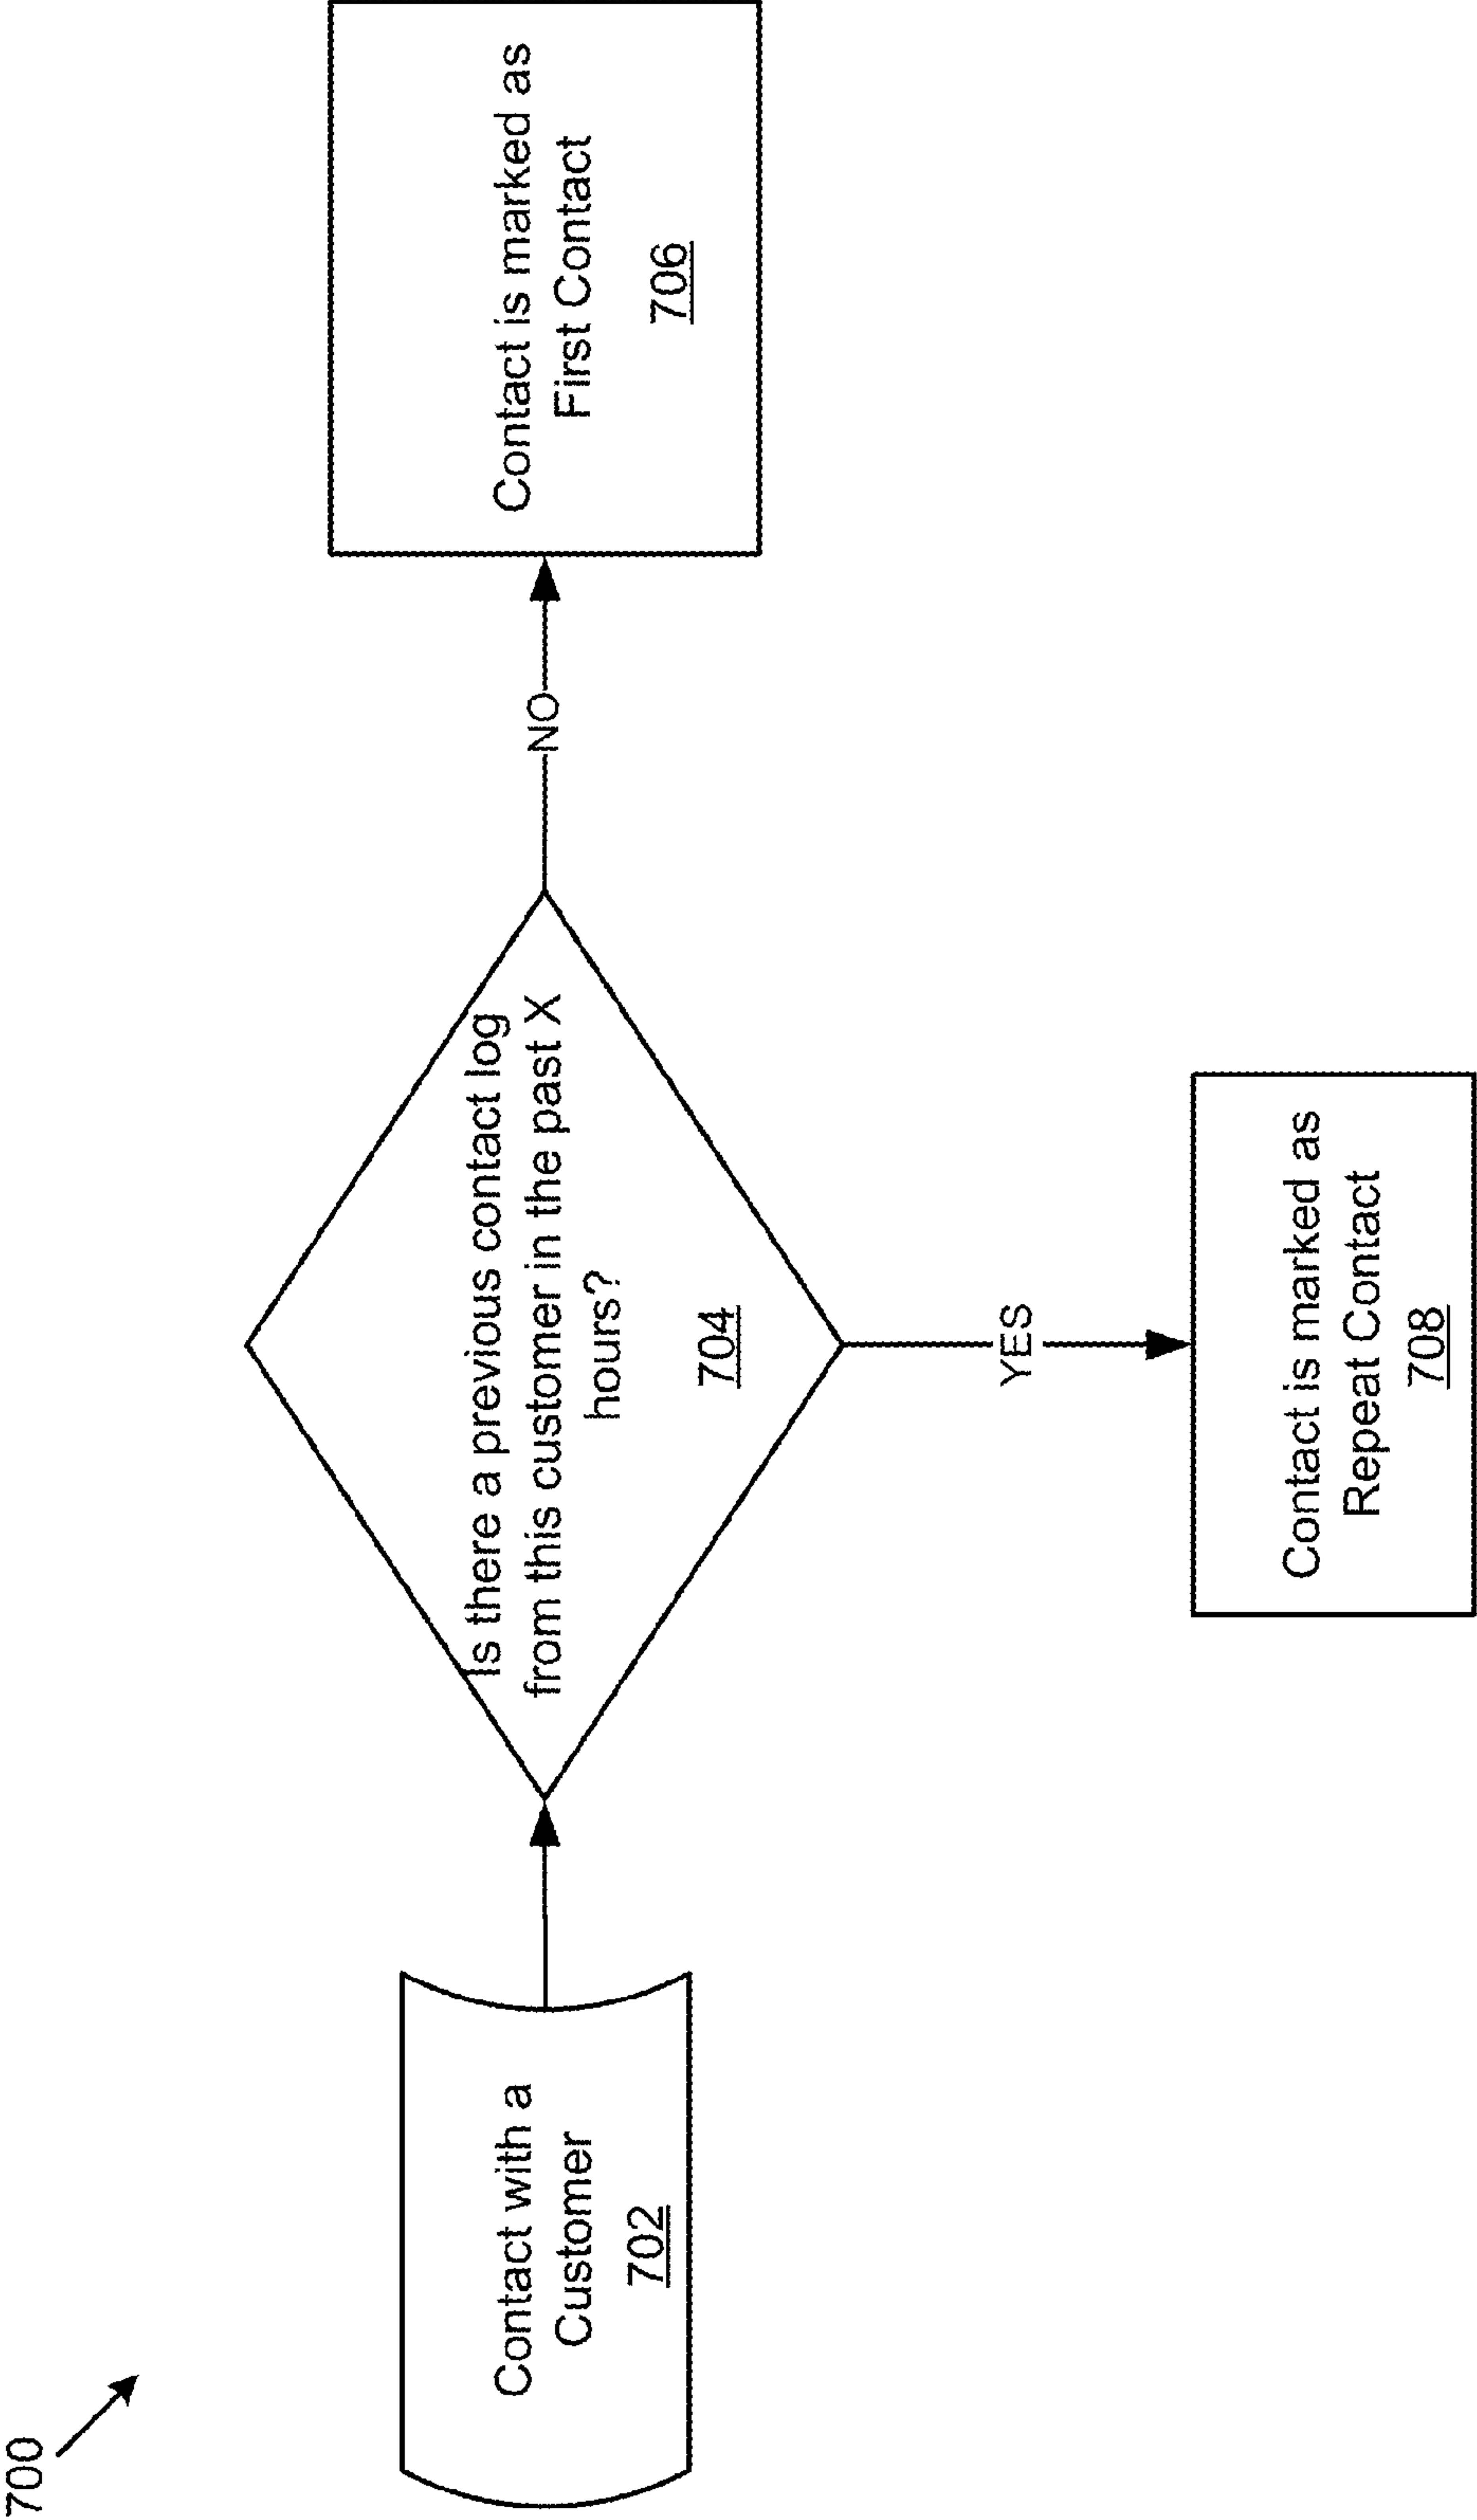 700
Contact with a
Customer
702
Is there a previous contact log
from this customer in the past X
hours?
704
NO
Contact is marked as
First Contact
706
YES
Contact is marked as
Repeat Contact
708